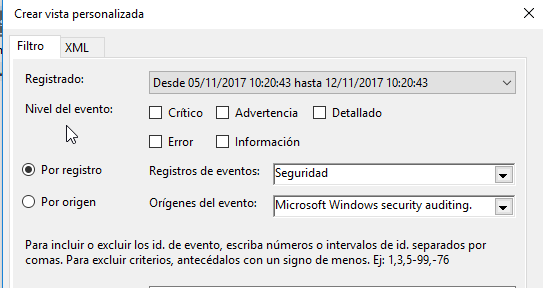 Crear vista personalizada
Filtro XML
Registrado: Desde 05/11/2017 10:20:43 hasta 12/11/2017 10:20:43
Nivel del evento: Crítico Advertencia Detallado
Error Información
Por registro Registros de eventos: Seguridad
Por origen Orígenes del evento: Microsoft Windows security auditing.
Para incluir o excluir los id. de evento, escriba números o intervalos de id. separados por
comas. Para excluir criterios, antecédalos con un signo de menos. Ej: 1,3,5-99,-76